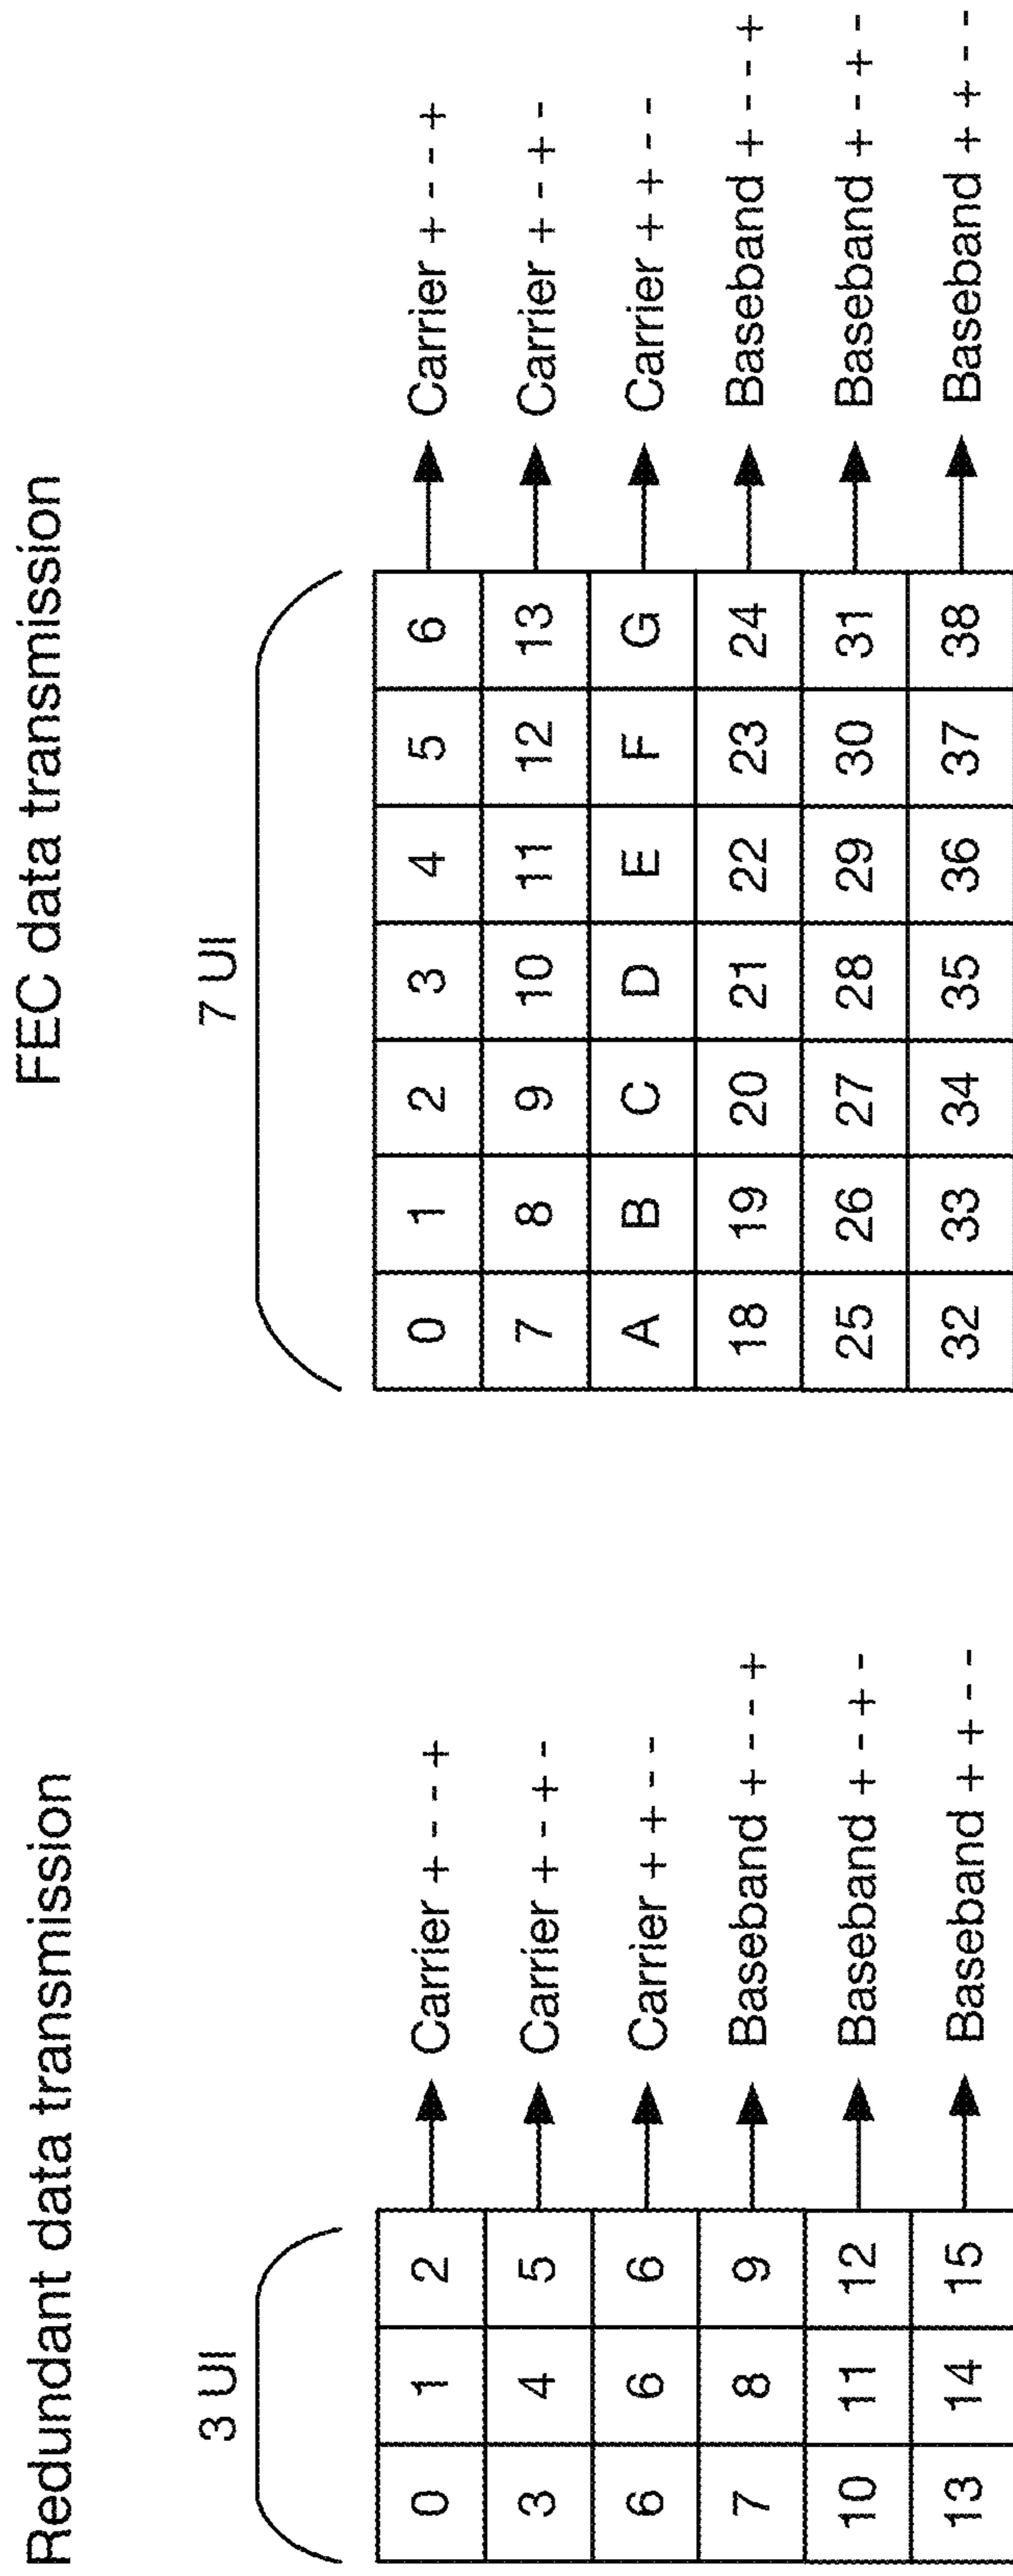 Redundant data transmission
3 UI
0 1 2 Carrier + - - +
3 4 5 Carrier + - + -
6 6 6 Carrier + + - -
7 8 9 Baseband + - - +
10 11 12 Baseband + - + -
13 14 15 Baseband + + - -
FEC data transmission
7 UI
0 1 2 3 4 5 6 Carrier + - - +
7 8 9 10 11 12 13 Carrier + - + -
A B C D E F G Carrier + + - -
18 19 20 21 22 23 24 Baseband + - - +
25 26 27 28 29 30 31 Baseband + - + -
32 33 34 35 36 37 38 Baseband + + - -